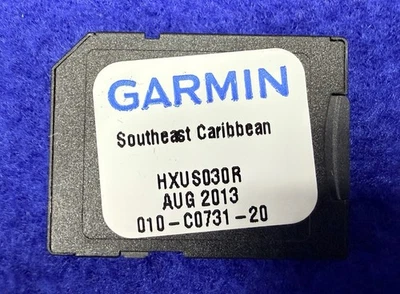 GARMIN
Southeast Caribbean
HXUS030R
AUG 2013
010-C0731-20